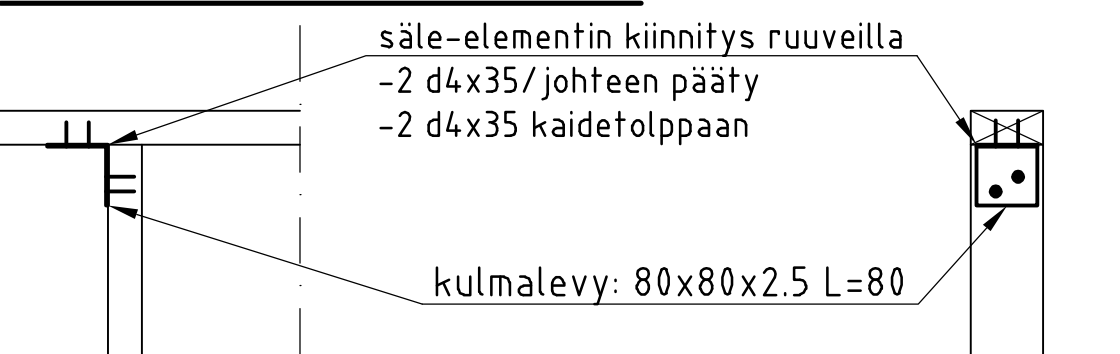 säle-elementin kiinnitys ruuveilla
-2 d4x35/johteen pääty
-2 d4x35 kaidetolppaan
kulmalevy: 80x80x2.5 L=80